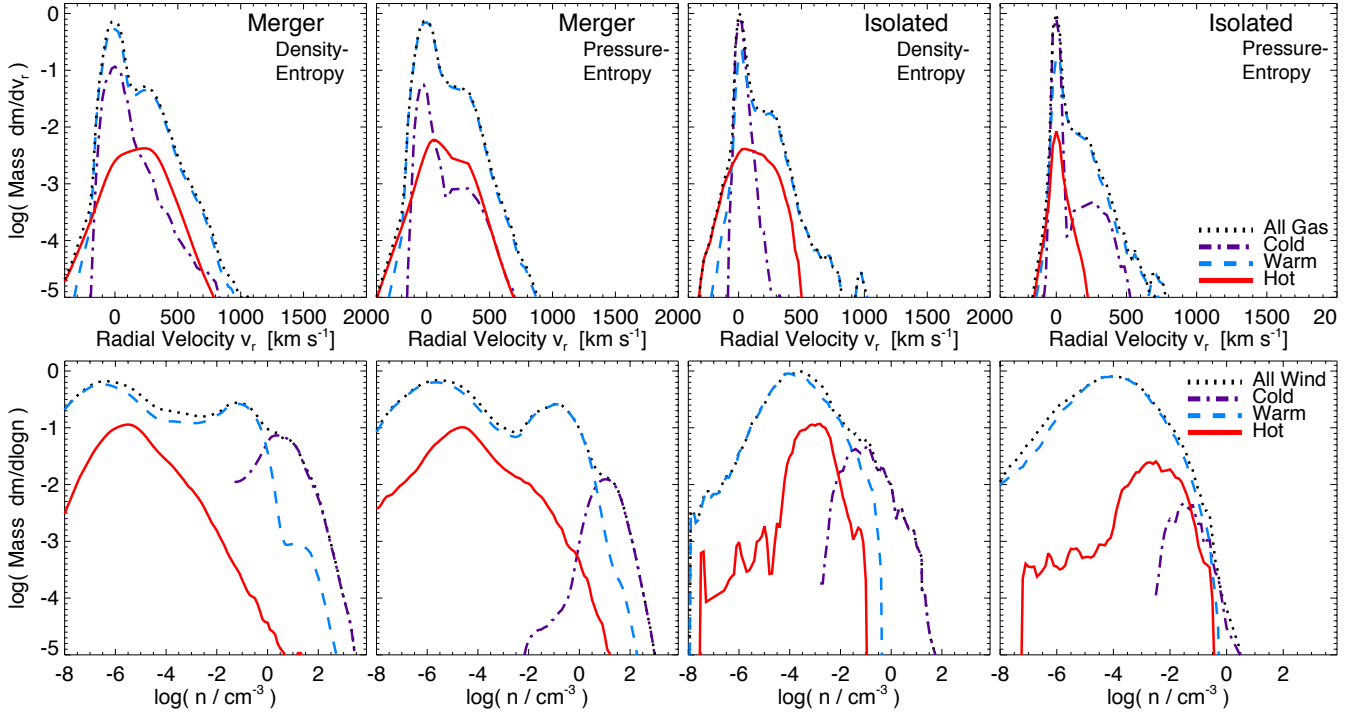 Merger
Density-
Entropy
Merger
Pressure-
Entropy
Isolated
Density-
Entropy
Isolated
Pressure-
Entropy
log( Mass dm/dv_r )
0
-1
-2
-3
-4
-5
All Gas
Cold
Warm
Hot
0 500 1000 1500 2000
0 500 1000 1500 2000
0 500 1000 1500 2000
0 500 1000 1500 20
Radial Velocity v_r [km s^-1]
Radial Velocity v_r [km s^-1]
Radial Velocity v_r [km s^-1]
Radial Velocity v_r [km s^-1]
log( Mass dm/dlogn )
0
-1
-2
-3
-4
-5
All Wind
Cold
Warm
Hot
-8 -6 -4 -2 0 2
-8 -6 -4 -2 0 2
-8 -6 -4 -2 0 2
-8 -6 -4 -2 0 2
log( n / cm^-3 )
log( n / cm^-3 )
log( n / cm^-3 )
log( n / cm^-3 )